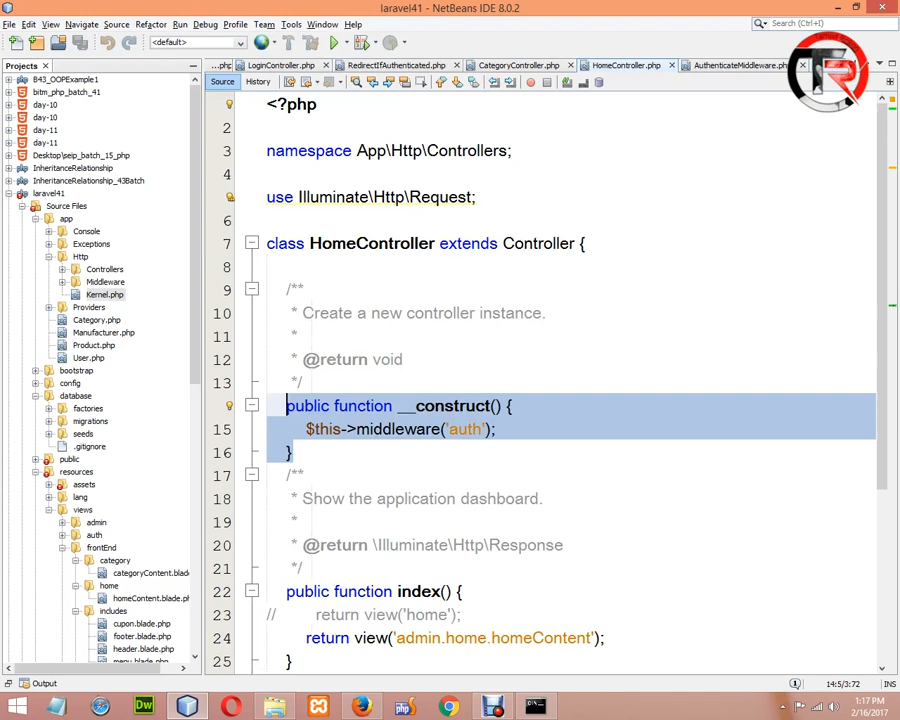 laravel41 - NetBeans IDE 8.0.2
File Edit View Navigate Source Refactor Run Debug Profile Team Tools Window Help
Search (Ctrl+I)
<default>
Projects
...php LoginController.php RedirectIfAuthenticated.php CategoryController.php HomeController.php AuthenticateMiddleware.php
Source History
B43_OOPExample1
bitm_php_batch_41
day-10
day-10
day-11
day-11
Desktop\seip_batch_15_php
InheritanceRelationship
InheritanceRelationship_43Batch
laravel41
Source Files
app
Console
Exceptions
Http
Controllers
Middleware
Kernel.php
Providers
Category.php
Manufacturer.php
Product.php
User.php
bootstrap
config
database
factories
migrations
seeds
.gitignore
public
resources
assets
lang
views
admin
auth
frontEnd
category
categoryContent.blade
home
homeContent.blade.
includes
cupon.blade.php
footer.blade.php
header.blade.php
menu.blade.php
<?php
2
3 namespace App\Http\Controllers;
4
use Illuminate\Http\Request;
6
7 class HomeController extends Controller {
8
9 /**
10 * Create a new controller instance.
11 *
12 * @return void
13 */
public function __construct() {
15 $this->middleware('auth');
16 }
17 /**
18 * Show the application dashboard.
19 *
20 * @return \Illuminate\Http\Response
21 */
22 public function index() {
23 // return view('home');
24 return view('admin.home.homeContent');
25 }
Output
14:5/3:72 INS
Dw
php
1:17 PM
2/16/2017